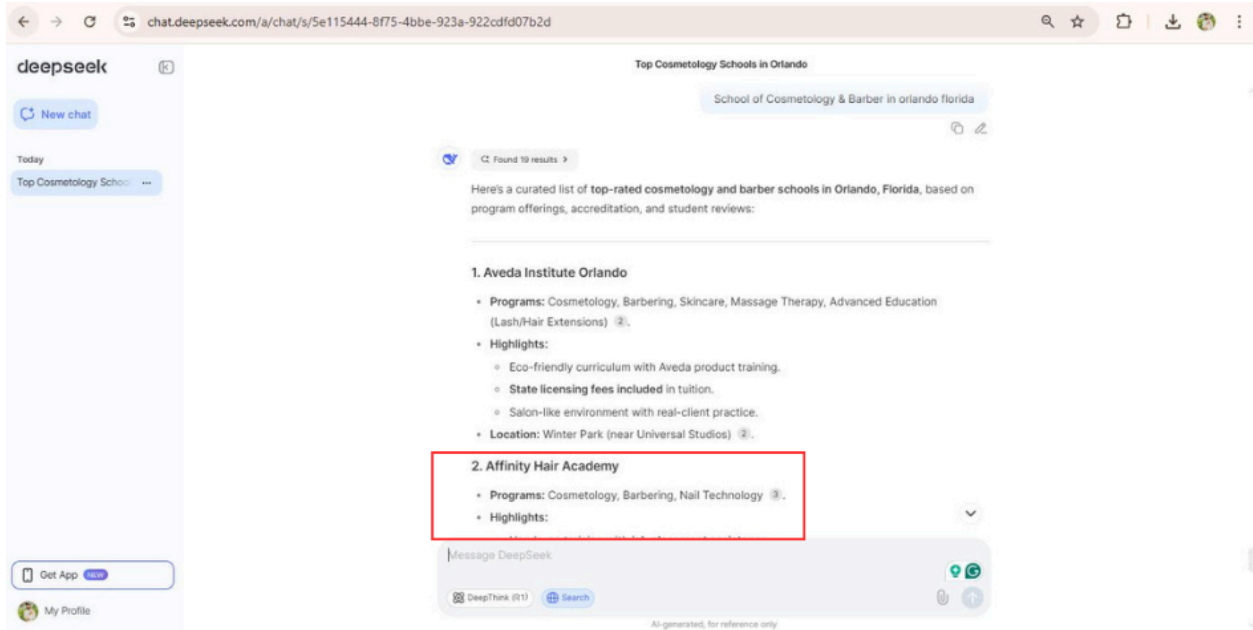 chat.deepseek.com/a/chat/s/5e115444-8f75-4bbe-923a-922cdfd07b2d
deepseek
New chat
Today
Top Cosmetology School
Top Cosmetology Schools in Orlando
School of Cosmetology & Barber in orlando florida
Found 19 results >
Here's a curated list of top-rated cosmetology and barber schools in Orlando, Florida, based on
program offerings, accreditation, and student reviews:
1. Aveda Institute Orlando
• Programs: Cosmetology, Barbering, Skincare, Massage Therapy, Advanced Education
(Lash/Hair Extensions) 2.
• Highlights:
◦ Eco-friendly curriculum with Aveda product training.
◦ State licensing fees included in tuition.
◦ Salon-like environment with real-client practice.
• Location: Winter Park (near Universal Studios) 2.
2. Affinity Hair Academy
• Programs: Cosmetology, Barbering, Nail Technology 3.
• Highlights:
Message DeepSeek
DeepThink (R1)
Search
AI-generated, for reference only
Get App NEW
My Profile